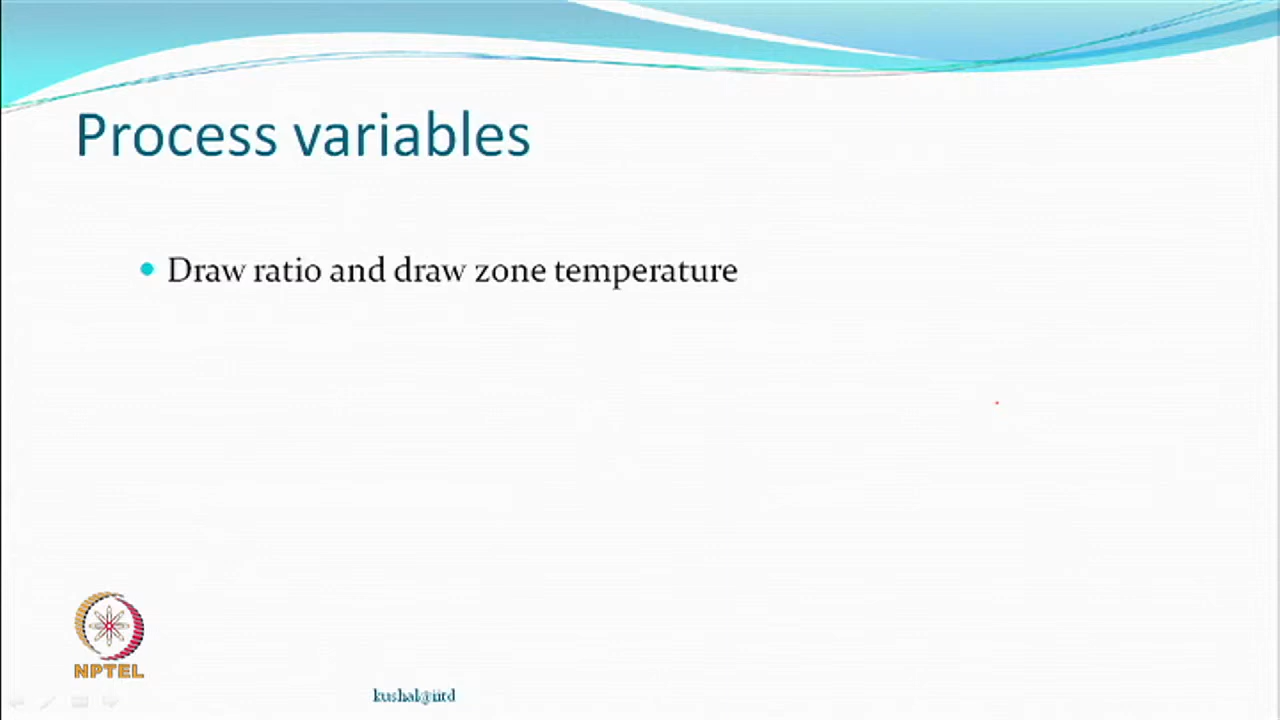 Process variables
Draw ratio and draw zone temperature
NPTEL
kushal@iitd